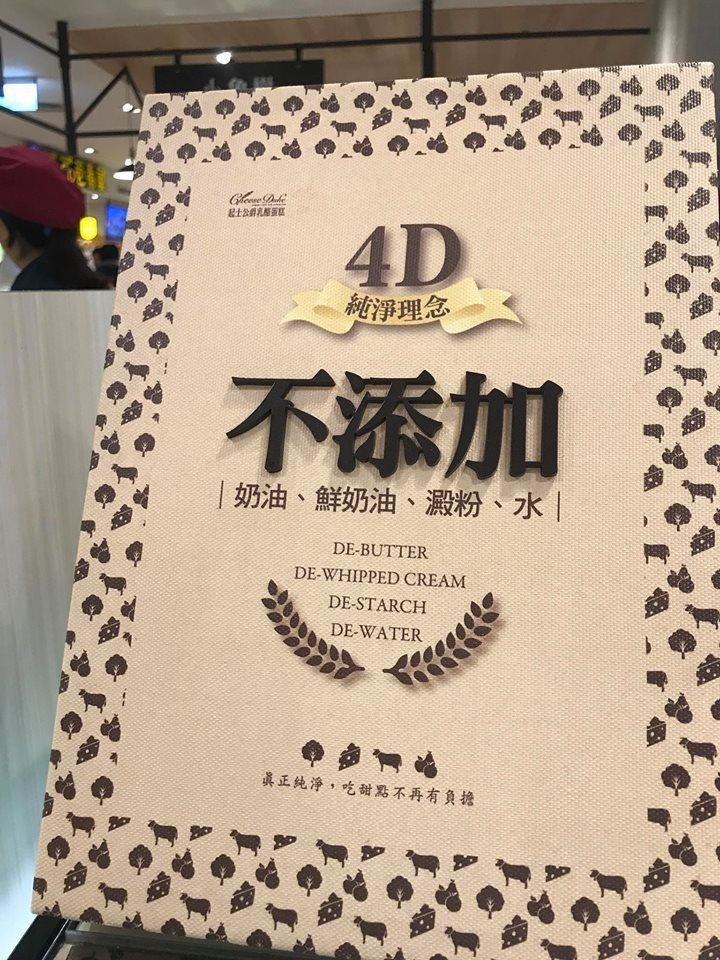 Cheese Duke
起士公爵乳酪蛋糕
4D
純淨理念
不添加
｜奶油、鮮奶油、澱粉、水｜
DE-BUTTER
DE-WHIPPED CREAM
DE-STARCH
DE-WATER
真正純淨，吃甜點不再有負擔